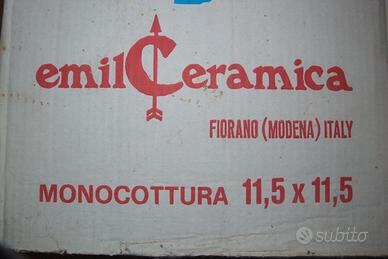 emilCeramica
FIORANO (MODENA) ITALY
MONOCOTTURA 11,5 x 11,5
subito